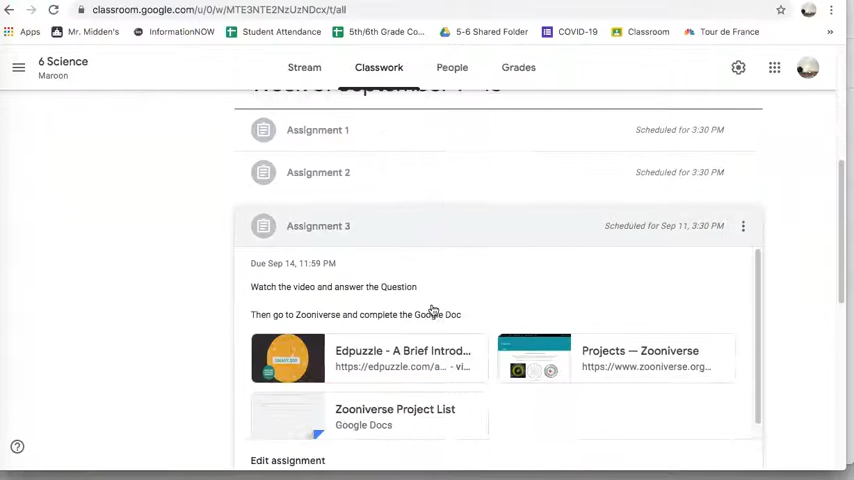 classroom.google.com/u/0/w/MTE3NTE2NzUzNDcx/t/all
Apps Mr. Midden's InformationNOW Student Attendance 5th/6th Grade Co... 5-6 Shared Folder COVID-19 Classroom Tour de France »
6 Science
Maroon
Stream Classwork People Grades
Assignment 1 Scheduled for 3:30 PM
Assignment 2 Scheduled for 3:30 PM
Assignment 3 Scheduled for Sep 11, 3:30 PM
Due Sep 14, 11:59 PM
Watch the video and answer the Question
Then go to Zooniverse and complete the Google Doc
Edpuzzle - A Brief Introd...
https://edpuzzle.com/a... - vi...
Projects — Zooniverse
https://www.zooniverse.org...
Zooniverse Project List
Google Docs
Edit assignment